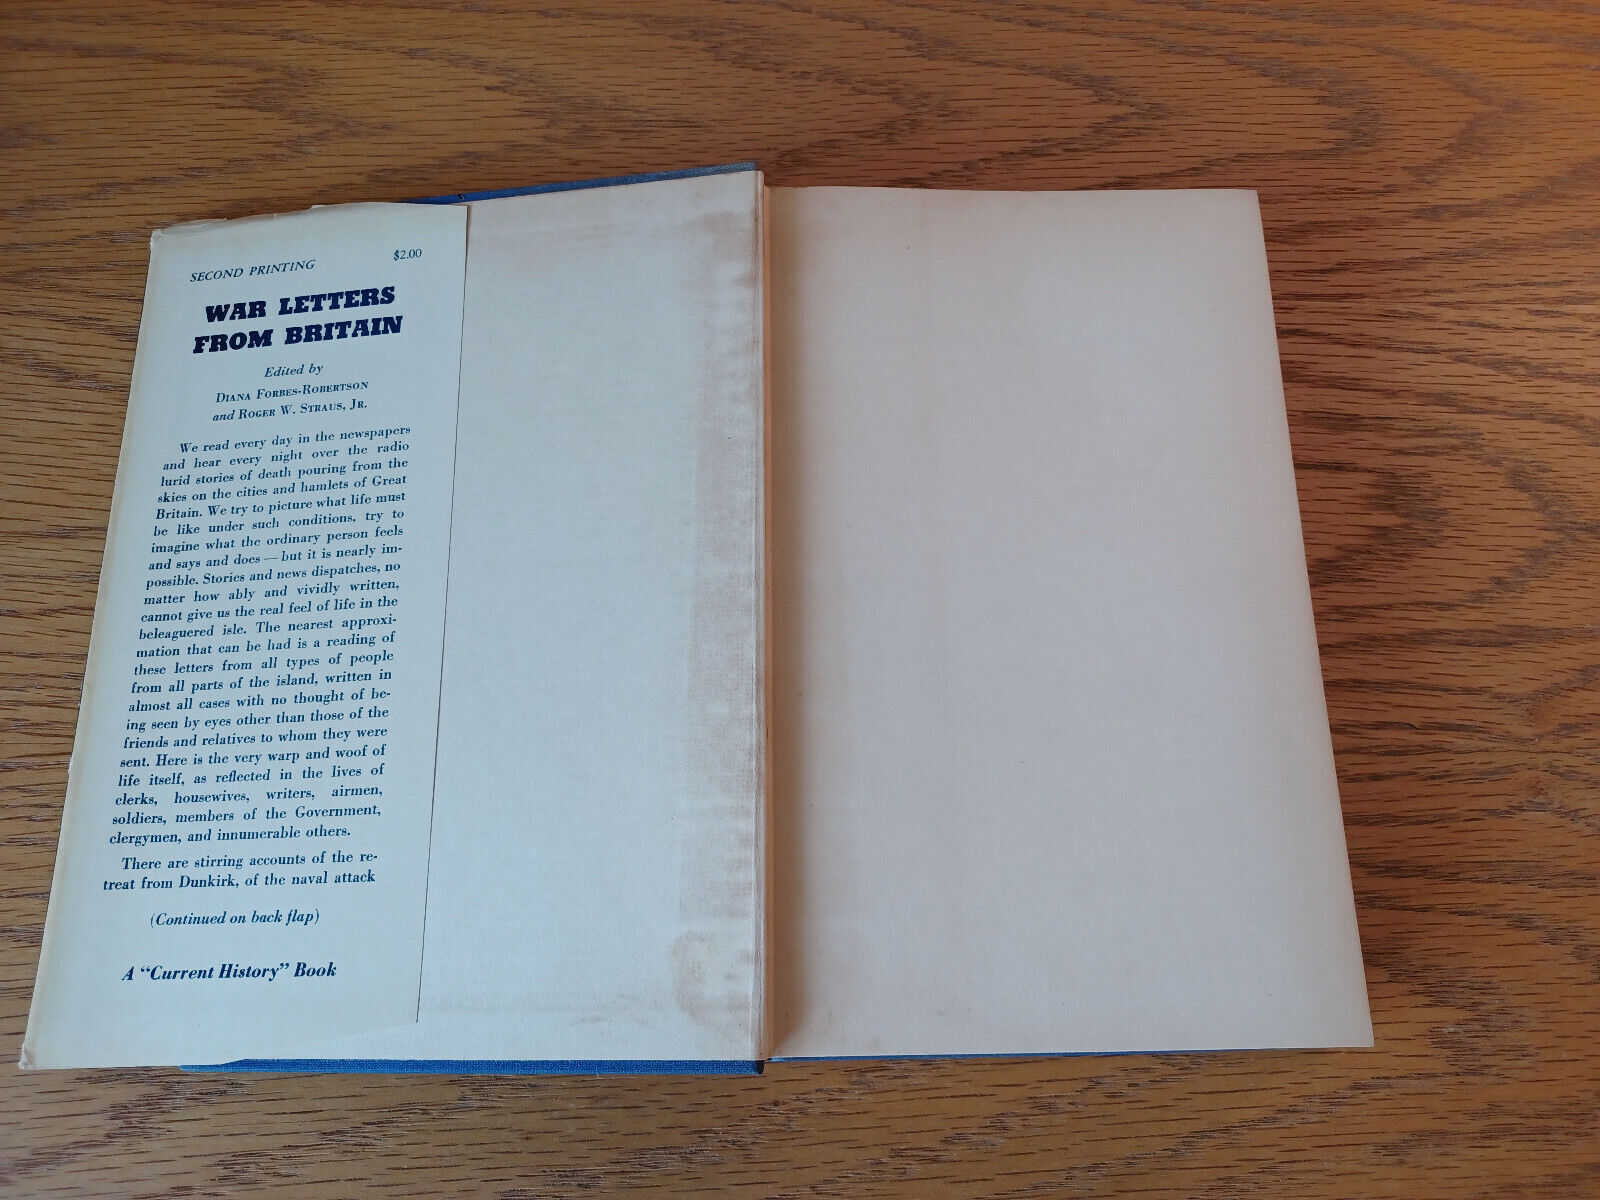 SECOND PRINTING $2.00
WAR LETTERS
FROM BRITAIN
Edited by
DIANA FORBES-ROBERTSON
and ROGER W. STRAUS, JR.
We read every day in the newspapers
and hear every night over the radio
lurid stories of death pouring from the
skies on the cities and hamlets of Great
Britain. We try to picture what life must
be like under such conditions, try to
imagine what the ordinary person feels
and says and does — but it is nearly im-
possible. Stories and news dispatches, no
matter how ably and vividly written,
cannot give us the real feel of life in the
beleaguered isle. The nearest approxi-
mation that can be had is a reading of
these letters from all types of people
from all parts of the island, written in
almost all cases with no thought of be-
ing seen by eyes other than those of the
friends and relatives to whom they were
sent. Here is the very warp and woof of
life itself, as reflected in the lives of
clerks, housewives, writers, airmen,
soldiers, members of the Government,
clergymen, and innumerable others.
There are stirring accounts of the re-
treat from Dunkirk, of the naval attack
(Continued on back flap)
A “Current History” Book